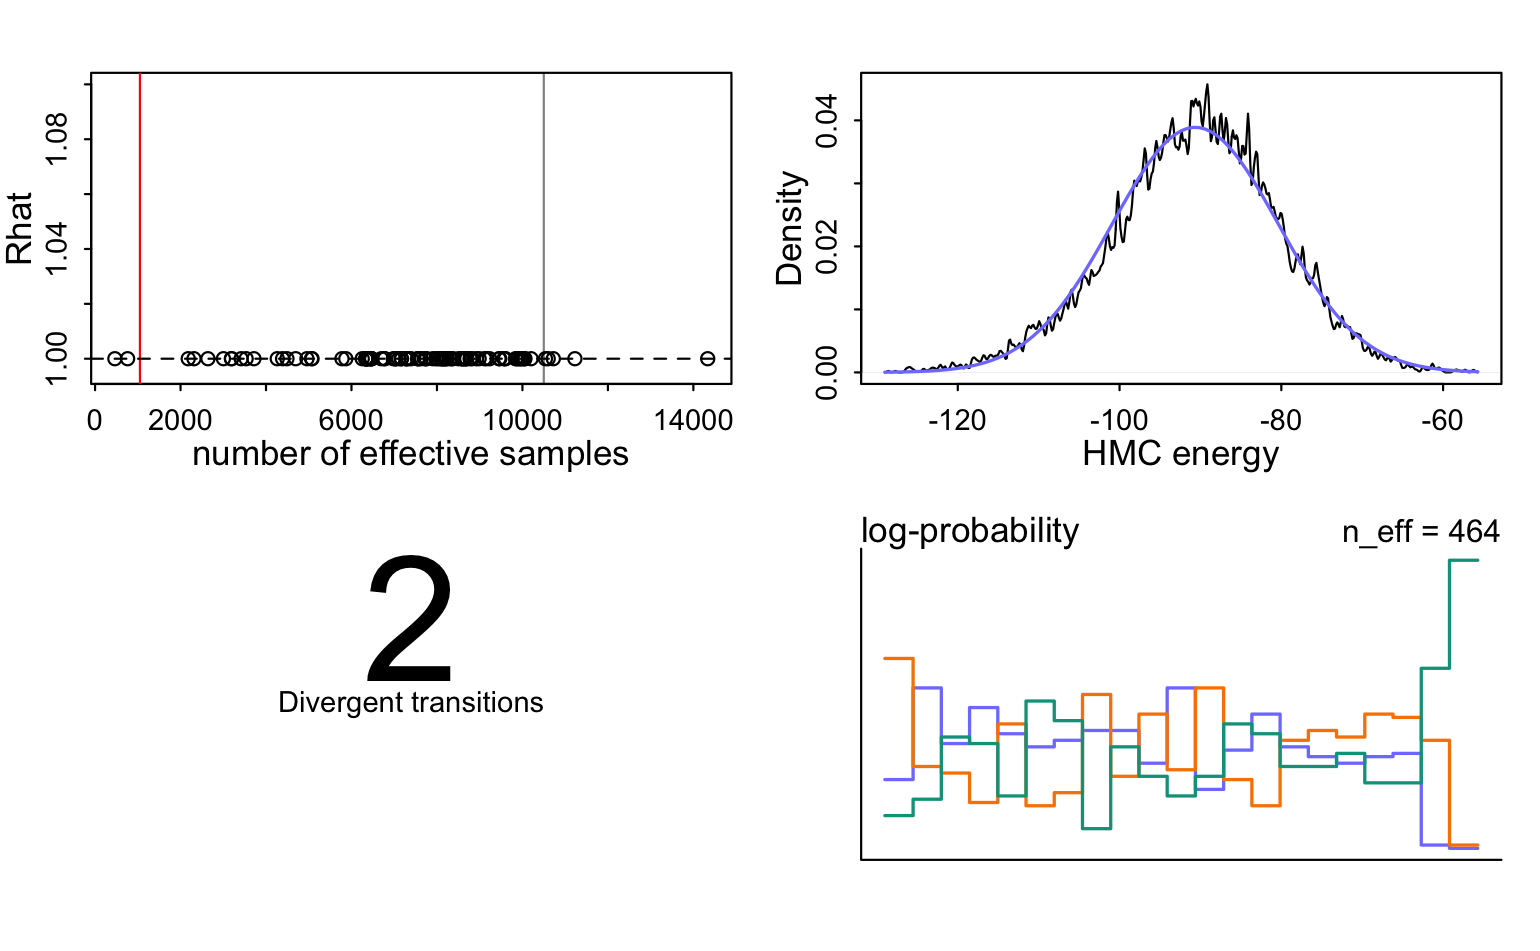 Rhat
1.08
1.04
1.00
0 2000 6000 10000 14000
number of effective samples
Density
0.04
0.02
0.00
-120 -100 -80 -60
HMC energy
2
Divergent transitions
log-probability n_eff = 464